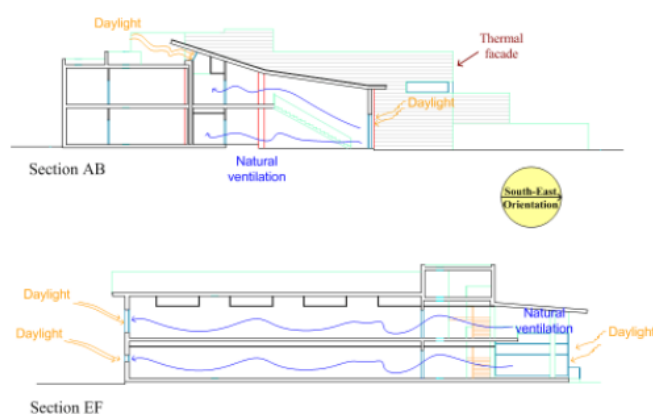 Daylight
Thermal
facade
Daylight
Natural
ventilation
Section AB
South-East
Orientation
Daylight
Natural
ventilation
Daylight
Daylight
Section EF